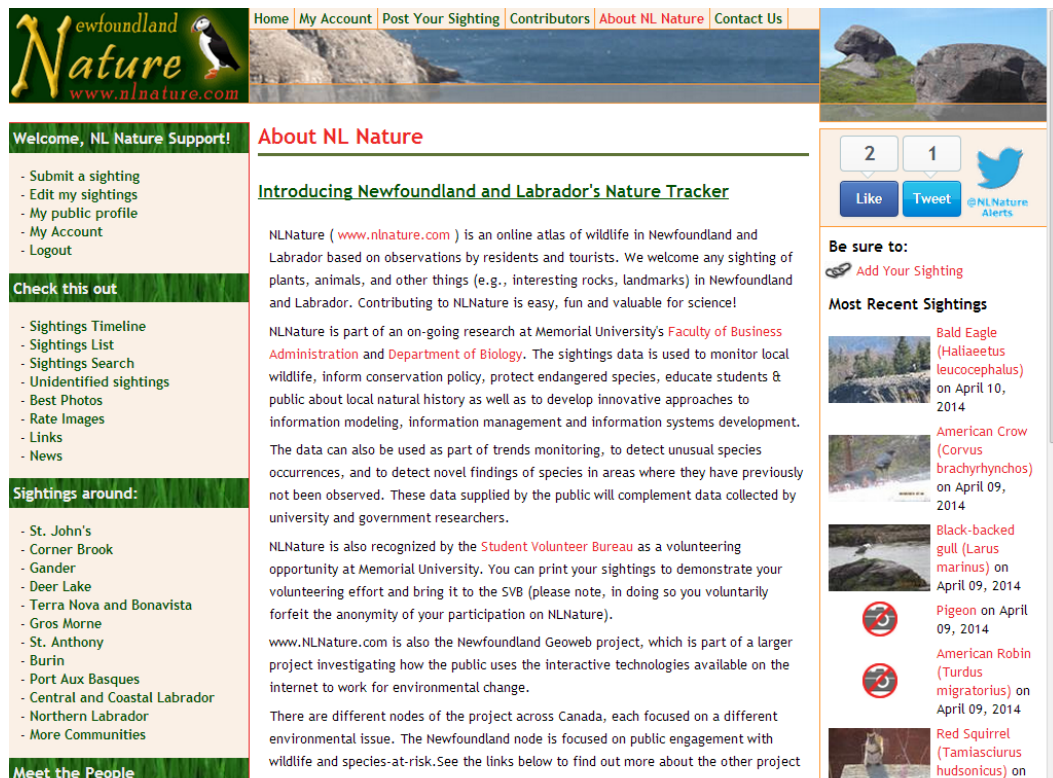 Newfoundland
Nature
www.nlnature.com
Home
My Account
Post Your Sighting
Contributors
About NL Nature
Contact Us
Welcome, NL Nature Support!
- Submit a sighting
- Edit my sightings
- My public profile
- My Account
- Logout
Check this out
- Sightings Timeline
- Sightings List
- Sightings Search
- Unidentified sightings
- Best Photos
- Rate Images
- Links
- News
Sightings around:
- St. John's
- Corner Brook
- Gander
- Deer Lake
- Terra Nova and Bonavista
- Gros Morne
- St. Anthony
- Burin
- Port Aux Basques
- Central and Coastal Labrador
- Northern Labrador
- More Communities
Meet the People
About NL Nature
Introducing Newfoundland and Labrador's Nature Tracker
NLNature ( www.nlnature.com ) is an online atlas of wildlife in Newfoundland and
Labrador based on observations by residents and tourists. We welcome any sighting of
plants, animals, and other things (e.g., interesting rocks, landmarks) in Newfoundland
and Labrador. Contributing to NLNature is easy, fun and valuable for science!
NLNature is part of an on-going research at Memorial University's Faculty of Business
Administration and Department of Biology. The sightings data is used to monitor local
wildlife, inform conservation policy, protect endangered species, educate students &
public about local natural history as well as to develop innovative approaches to
information modeling, information management and information systems development.
The data can also be used as part of trends monitoring, to detect unusual species
occurrences, and to detect novel findings of species in areas where they have previously
not been observed. These data supplied by the public will complement data collected by
university and government researchers.
NLNature is also recognized by the Student Volunteer Bureau as a volunteering
opportunity at Memorial University. You can print your sightings to demonstrate your
volunteering effort and bring it to the SVB (please note, in doing so you voluntarily
forfeit the anonymity of your participation on NLNature).
www.NLNature.com is also the Newfoundland Geoweb project, which is part of a larger
project investigating how the public uses the interactive technologies available on the
internet to work for environmental change.
There are different nodes of the project across Canada, each focused on a different
environmental issue. The Newfoundland node is focused on public engagement with
wildlife and species-at-risk.See the links below to find out more about the other project
2
1
Like
Tweet
@NLNature
Alerts
Be sure to:
Add Your Sighting
Most Recent Sightings
Bald Eagle
(Haliaeetus
leucocephalus)
on April 10,
2014
American Crow
(Corvus
brachyrhynchos)
on April 09,
2014
Black-backed
gull (Larus
marinus) on
April 09, 2014
Pigeon on April
09, 2014
American Robin
(Turdus
migratorius) on
April 09, 2014
Red Squirrel
(Tamiasciurus
hudsonicus) on